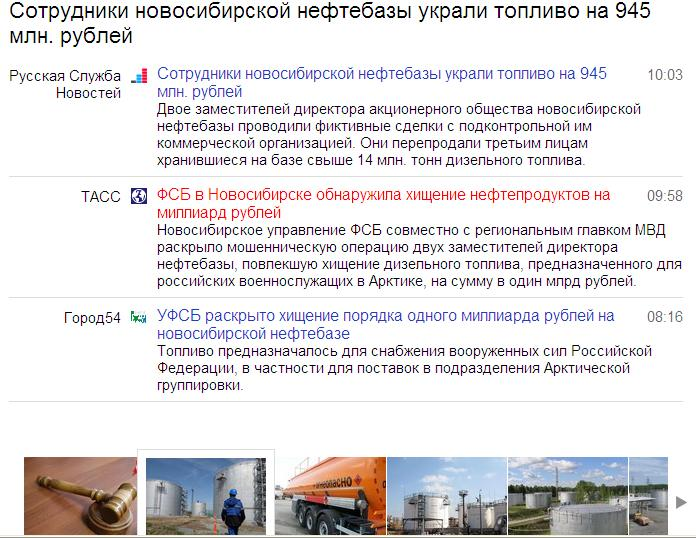 Сотрудники новосибирской нефтебазы украли топливо на 945
млн. рублей
Русская Служба
Новостей
Сотрудники новосибирской нефтебазы украли топливо на 945
млн. рублей
10:03
Двое заместителей директора акционерного общества новосибирской
нефтебазы проводили фиктивные сделки с подконтрольной им
коммерческой организацией. Они перепродали третьим лицам
хранившиеся на базе свыше 14 млн. тонн дизельного топлива.
ТАСС
ФСБ в Новосибирске обнаружила хищение нефтепродуктов на
миллиард рублей
09:58
Новосибирское управление ФСБ совместно с региональным главком МВД
раскрыло мошенническую операцию двух заместителей директора
нефтебазы, повлекшую хищение дизельного топлива, предназначенного для
российских военнослужащих в Арктике, на сумму в один млрд рублей.
Город54
УФСБ раскрыто хищение порядка одного миллиарда рублей на
новосибирской нефтебазе
08:16
Топливо предназначалось для снабжения вооруженных сил Российской
Федерации, в частности для поставок в подразделения Арктической
группировки.